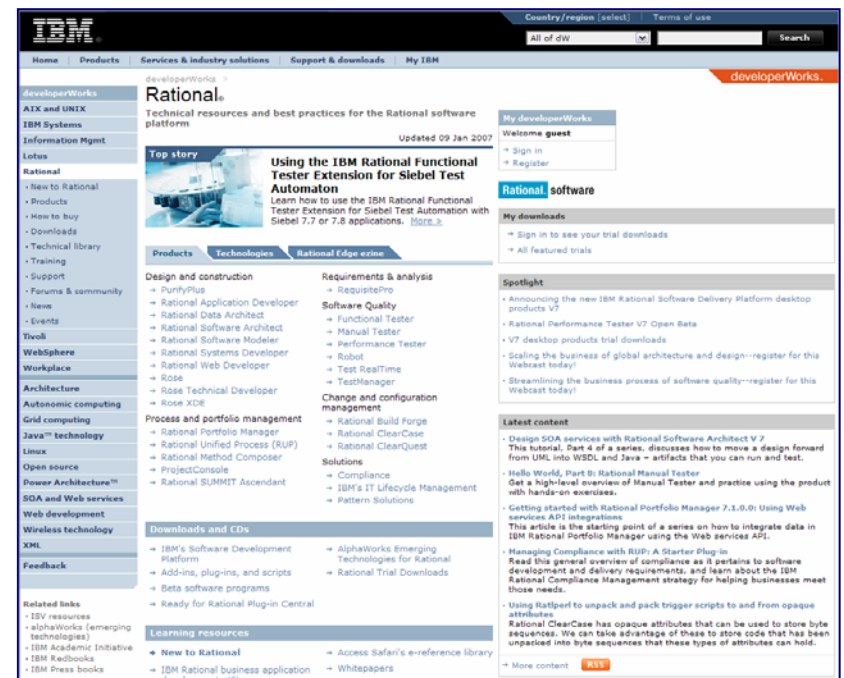 Country/region [select] | Terms of use
IBM®
All of dW
Search
Home | Products | Services & industry solutions | Support & downloads | My IBM
developerWorks.
developerWorks
AIX and UNIX
IBM Systems
Information Mgmt
Lotus
Rational
• New to Rational
• Products
• How to buy
• Downloads
• Technical library
• Training
• Support
• Forums & community
• News
• Events
Tivoli
WebSphere
Workplace
Architecture
Autonomic computing
Grid computing
Java™ technology
Linux
Open source
Power Architecture™
SOA and Web services
Web development
Wireless technology
XML
Feedback
Related links
• ISV resources
• alphaWorks (emerging
technologies)
• IBM Academic Initiative
• IBM Redbooks
• IBM Press books
developerWorks >
Rational®
Technical resources and best practices for the Rational software
platform
Updated 09 Jan 2007
Top story
Using the IBM Rational Functional
Tester Extension for Siebel Test
Automaton
Learn how to use the IBM Rational Functional
Tester Extension for Siebel Test Automation with
Siebel 7.7 or 7.8 applications. More >
Products
Technologies
Rational Edge ezine
Design and construction
→ PurifyPlus
→ Rational Application Developer
→ Rational Data Architect
→ Rational Software Architect
→ Rational Software Modeler
→ Rational Systems Developer
→ Rational Web Developer
→ Rose
→ Rose Technical Developer
→ Rose XDE
Process and portfolio management
→ Rational Portfolio Manager
→ Rational Unified Process (RUP)
→ Rational Method Composer
→ ProjectConsole
→ Rational SUMMIT Ascendant
Requirements & analysis
→ RequisitePro
Software Quality
→ Functional Tester
→ Manual Tester
→ Performance Tester
→ Robot
→ Test RealTime
→ TestManager
Change and configuration
management
→ Rational Build Forge
→ Rational ClearCase
→ Rational ClearQuest
Solutions
→ Compliance
→ IBM's IT Lifecycle Management
→ Pattern Solutions
Downloads and CDs
→ IBM's Software Development
Platform
→ Add-ins, plug-ins, and scripts
→ Beta software programs
→ Ready for Rational Plug-in Central
→ AlphaWorks Emerging
Technologies for Rational
→ Rational Trial Downloads
Learning resources
→ New to Rational
→ IBM Rational business application
→ Access Safari's e-reference library
→ Whitepapers
My developerWorks
Welcome guest
→ Sign in
→ Register
Rational. software
My downloads
→ Sign in to see your trial downloads
→ All featured trials
Spotlight
• Announcing the new IBM Rational Software Delivery Platform desktop
products V7
• Rational Performance Tester V7 Open Beta
• V7 desktop products trial downloads
• Scaling the business of global architecture and design--register for this
Webcast today!
• Streamlining the business process of software quality--register for this
Webcast today!
Latest content
• Design SOA services with Rational Software Architect V 7
This tutorial, Part 4 of a series, discusses how to move a design forward
from UML into WSDL and Java – artifacts that you can run and test.
• Hello World, Part 8: Rational Manual Tester
Get a high-level overview of Manual Tester and practice using the product
with hands-on exercises.
• Getting started with Rational Portfolio Manager 7.1.0.0: Using Web
services API integrations
This article is the starting point of a series on how to integrate data in
IBM Rational Portfolio Manager using the Web services API.
• Managing Compliance with RUP: A Starter Plug-in
Read this general overview of compliance as it pertains to software
development and delivery requirements, and learn about the IBM
Rational Compliance Management strategy for helping businesses meet
those needs.
• Using Ratlperl to unpack and pack trigger scripts to and from opaque
attributes
Rational ClearCase has opaque attributes that can be used to store byte
sequences. We can take advantage of these to store code that has been
unpacked into byte sequences that these types of attributes can hold.
→ More content RSS